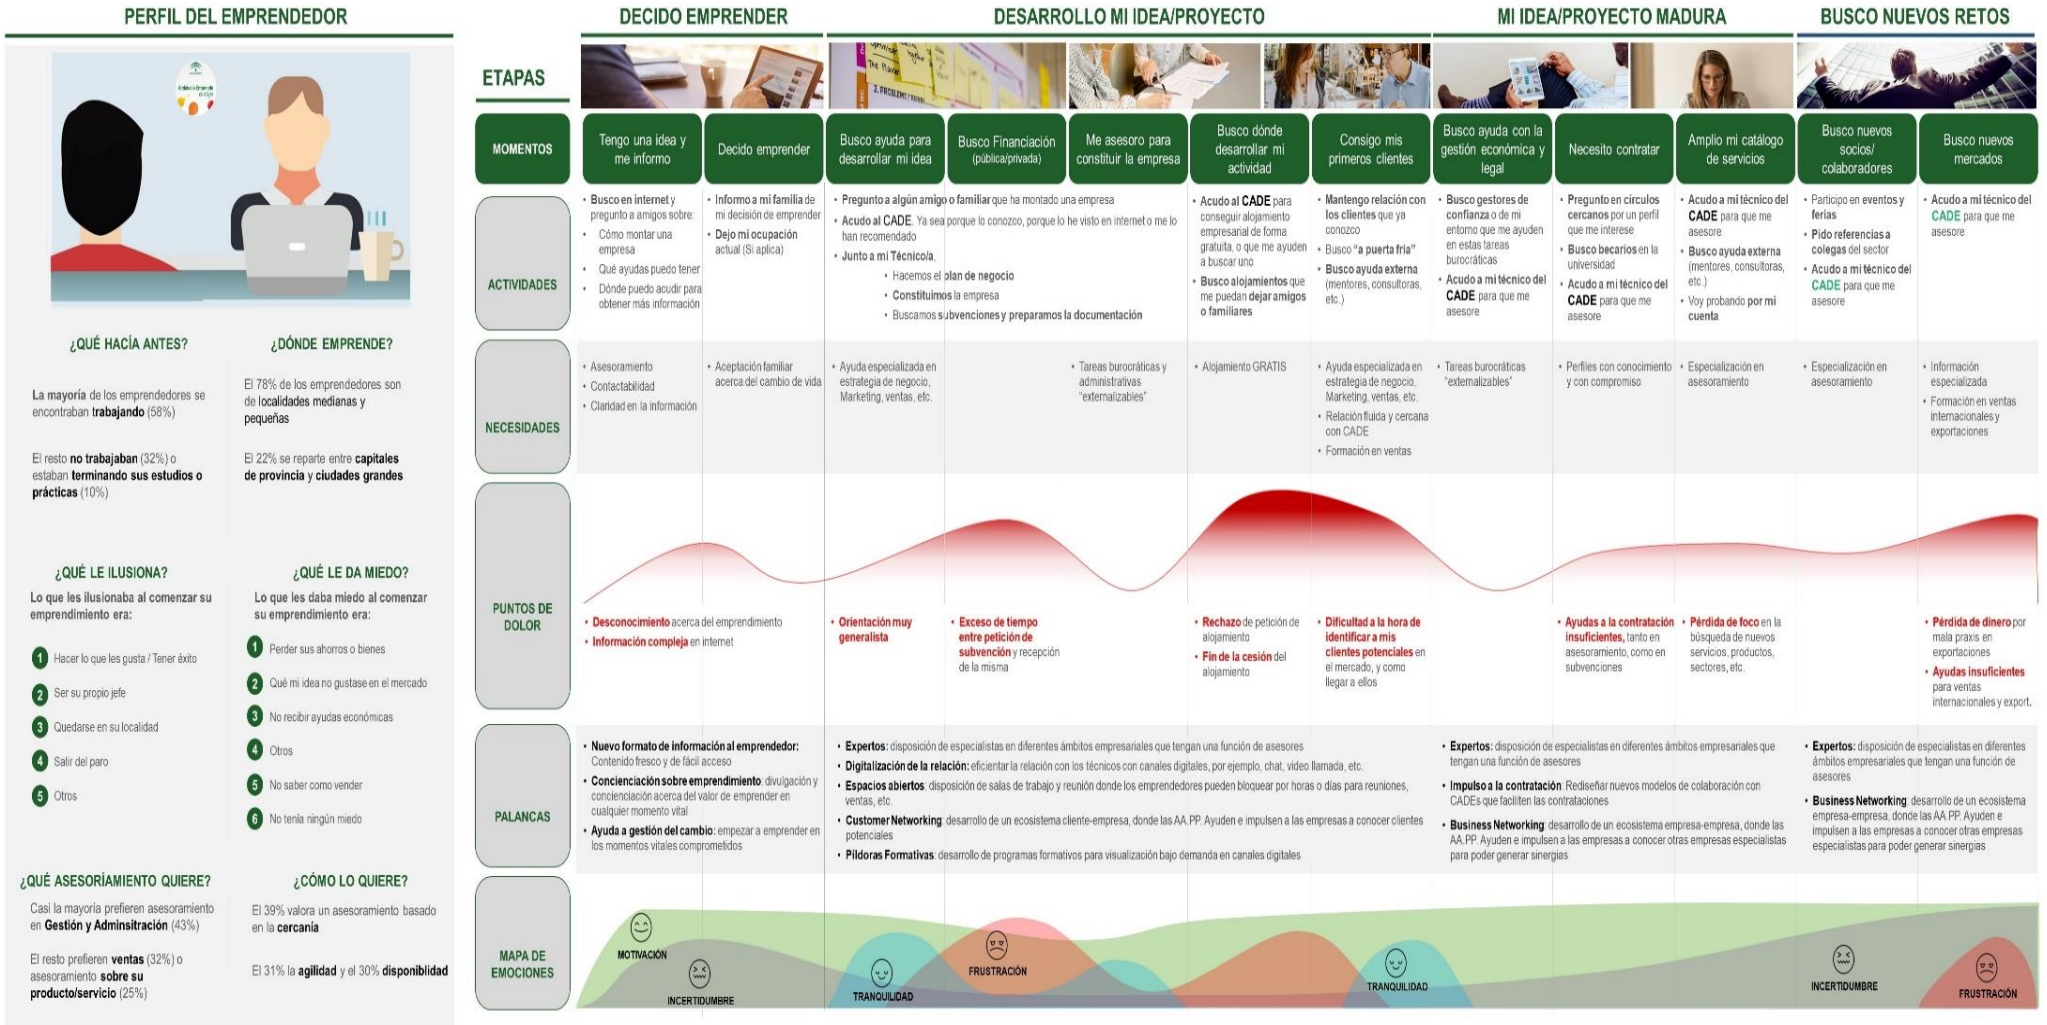 PERFIL DEL EMPRENDEDOR
¿QUÉ HACÍA ANTES?
La mayoría de los emprendedores se
encontraban trabajando (58%)
El resto no trabajaban (32%) o
estaban terminando sus estudios o
prácticas (10%)
¿DÓNDE EMPRENDE?
El 78% de los emprendedores son
de localidades medianas y
pequeñas
El 22% se reparte entre capitales
de provincia y ciudades grandes
¿QUÉ LE ILUSIONA?
Lo que les ilusionaba al comenzar su
emprendimiento era:
1 Hacer lo que les gusta / Tener éxito
2 Ser su propio jefe
3 Quedarse en su localidad
4 Salir del paro
5 Otros
¿QUÉ LE DA MIEDO?
Lo que les daba miedo al comenzar
su emprendimiento era:
1 Perder sus ahorros o bienes
2 Qué mi idea no gustase en el mercado
3 No recibir ayudas económicas
4 Otros
5 No saber como vender
6 No tenía ningún miedo
¿QUÉ ASESORÍAMIENTO QUIERE?
Casi la mayoría prefieren asesoramiento
en Gestión y Adminsitración (43%)
El resto prefieren ventas (32%) o
asesoramiento sobre su
producto/servicio (25%)
¿CÓMO LO QUIERE?
El 39% valora un asesoramiento basado
en la cercanía
El 31% la agilidad y el 30% disponiblidad
ETAPAS
DECIDO EMPRENDER
DESARROLLO MI IDEA/PROYECTO
MI IDEA/PROYECTO MADURA
BUSCO NUEVOS RETOS
MOMENTOS
Tengo una idea y
me informo
Decido emprender
Busco ayuda para
desarrollar mi idea
Busco Financiación
(pública/privada)
Me asesoro para
constituir la empresa
Busco dónde
desarrollar mi
actividad
Consigo mis
primeros clientes
Busco ayuda con la
gestión económica y
legal
Necesito contratar
Amplio mi catálogo
de servicios
Busco nuevos
socios/
colaboradores
Busco nuevos
mercados
ACTIVIDADES
• Busco en internet y
pregunto a amigos sobre:
• Cómo montar una
empresa
• Qué ayudas puedo tener
• Dónde puedo acudir para
obtener más información
• Informo a mi familia de
mi decisión de emprender
• Dejo mi ocupación
actual (Si aplica)
• Pregunto a algún amigo o familiar que ha montado una empresa
• Acudo al CADE. Ya sea porque lo conozco, porque lo he visto en internet o me lo
han recomendado
• Junto a mi Técnico/a,
• Hacemos el plan de negocio
• Constituimos la empresa
• Buscamos subvenciones y preparamos la documentación
• Acudo al CADE para
conseguir alojamiento
empresarial de forma
gratuita, o que me ayuden
a buscar uno
• Busco alojamientos que
me puedan dejar amigos
o familiares
• Mantengo relación con
los clientes que ya
conozco
• Busco "a puerta fría"
• Busco ayuda externa
(mentores, consultoras,
etc.)
• Busco gestores de
confianza o de mi
entorno que me ayuden
en estas tareas
burocráticas
• Acudo a mi técnico del
CADE para que me
asesore
• Pregunto en círculos
cercanos por un perfil
que me interese
• Busco becarios en la
universidad
• Acudo a mi técnico del
CADE para que me
asesore
• Acudo a mi técnico del
CADE para que me
asesore
• Busco ayuda externa
(mentores, consultoras,
etc.)
• Voy probando por mi
cuenta
• Participo en eventos y
ferias
• Pido referencias a
colegas del sector
• Acudo a mi técnico del
CADE para que me
asesore
• Acudo a mi técnico del
CADE para que me
asesore
NECESIDADES
• Asesoramiento
• Contactabilidad
• Claridad en la información
• Aceptación familiar
acerca del cambio de vida
• Ayuda especializada en
estrategia de negocio,
Marketing, ventas, etc.
• Tareas burocráticas y
administrativas
"externalizables"
• Alojamiento GRATIS
• Ayuda especializada en
estrategia de negocio,
Marketing, ventas, etc.
• Relación fluida y cercana
con CADE
• Formación en ventas
• Tareas burocráticas
"externalizables"
• Perfiles con conocimiento
y con compromiso
• Especialización en
asesoramiento
• Especialización en
asesoramiento
• Información
especializada
• Formación en ventas
internacionales y
exportaciones
PUNTOS DE
DOLOR
• Desconocimiento acerca del emprendimiento
• Información compleja en internet
• Orientación muy
generalista
• Exceso de tiempo
entre petición de
subvención y recepción
de la misma
• Rechazo de petición de
alojamiento
• Fin de la cesión del
alojamiento
• Dificultad a la hora de
identificar a mis
clientes potenciales en
el mercado, y como
llegar a ellos
• Ayudas a la contratación
insuficientes, tanto en
asesoramiento, como en
subvenciones
• Pérdida de foco en la
búsqueda de nuevos
servicios, productos,
sectores, etc.
• Pérdida de dinero por
mala praxis en
exportaciones
• Ayudas insuficientes
para ventas
internacionales y export.
PALANCAS
• Nuevo formato de información al emprendedor:
Contenido fresco y de fácil acceso
• Concienciación sobre emprendimiento: divulgación y
concienciación acerca del valor de emprender en
cualquier momento vital
• Ayuda a gestión del cambio: empezar a emprender en
los momentos vitales comprometidos
• Expertos: disposición de especialistas en diferentes ámbitos empresariales que tengan una función de asesores
• Digitalización de la relación: eficientar la relación con los técnicos con canales digitales, por ejemplo, chat, video llamada, etc.
• Espacios abiertos: disposición de salas de trabajo y reunión donde los emprendedores pueden bloquear por horas o días para reuniones,
ventas, etc.
• Customer Networking: desarrollo de un ecosistema cliente-empresa, donde las AA.PP. Ayuden e impulsen a las empresas a conocer clientes
potenciales
• Píldoras Formativas: desarrollo de programas formativos para visualización bajo demanda en canales digitales
• Expertos: disposición de especialistas en diferentes ámbitos empresariales que
tengan una función de asesores
• Impulso a la contratación: Rediseñar nuevos modelos de colaboración con
CADEs que faciliten las contrataciones
• Business Networking: desarrollo de un ecosistema empresa-empresa, donde las
AA.PP. Ayuden e impulsen a las empresas a conocer otras empresas especialistas
para poder generar sinergias
• Expertos: disposición de especialistas en diferentes
ámbitos empresariales que tengan una función de
asesores
• Business Networking: desarrollo de un ecosistema
empresa-empresa, donde las AA.PP. Ayuden e
impulsen a las empresas a conocer otras empresas
especialistas para poder generar sinergias
MAPA DE
EMOCIONES
MOTIVACIÓN
INCERTIDUMBRE
TRANQUILIDAD
FRUSTRACIÓN
TRANQUILIDAD
INCERTIDUMBRE
FRUSTRACIÓN